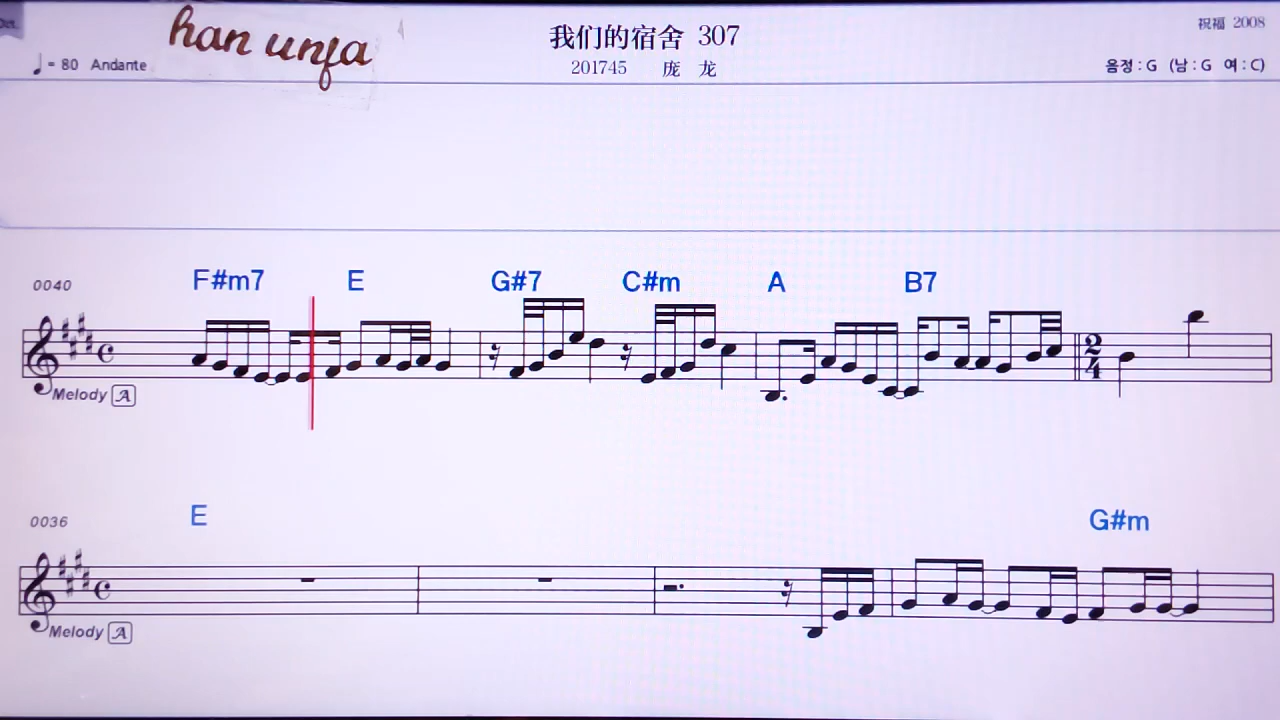 han unfa
我们的宿舍 307
祝福 2008
♩= 80 Andante
201745 庞 龙
음정 : G (남 : G 여 : C)
0040
F#m7 E G#7 C#m A B7
2
4
Melody A
0036
E G#m
Melody A